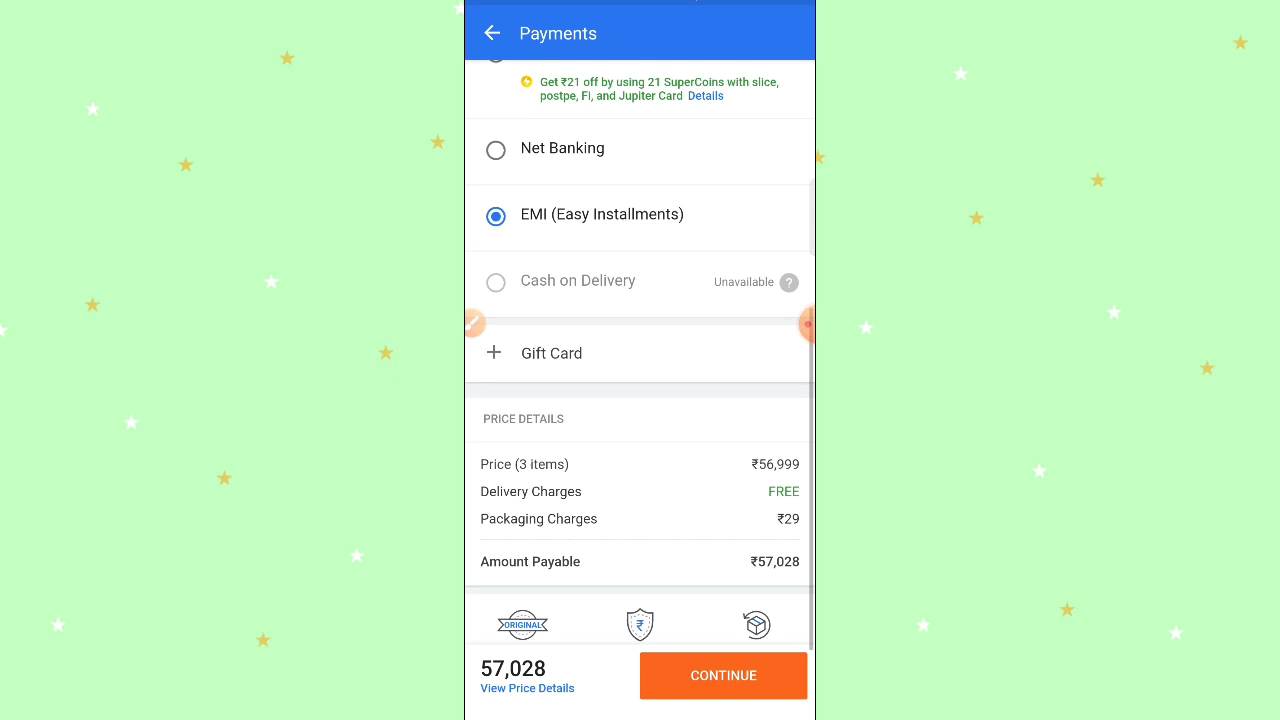 Payments
Get ₹21 off by using 21 SuperCoins with slice,
postpe, Fi, and Jupiter Card Details
Net Banking
EMI (Easy Installments)
Cash on Delivery Unavailable ?
+ Gift Card
PRICE DETAILS
Price (3 items) ₹56,999
Delivery Charges FREE
Packaging Charges ₹29
Amount Payable ₹57,028
ORIGINAL ₹
57,028
View Price Details
CONTINUE